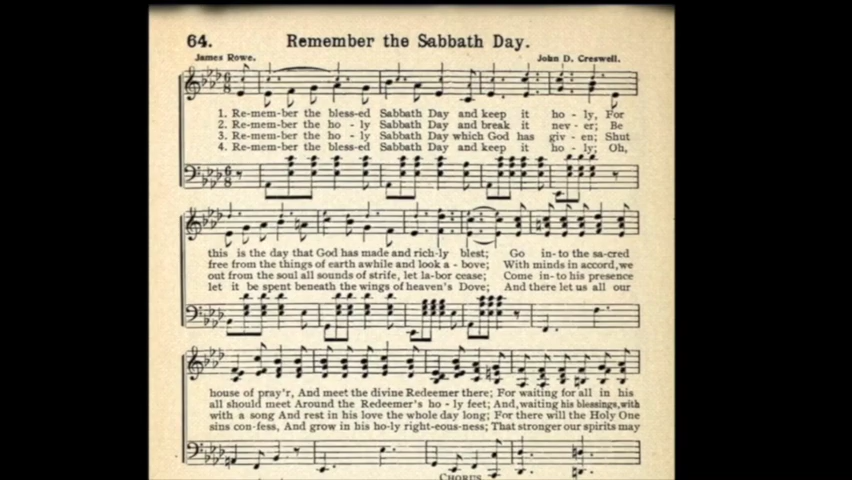 64. Remember the Sabbath Day.
James Rowe. John D. Creswell.
1. Re-mem-ber the bless-ed Sabbath Day and keep it ho - ly, For
2. Re-mem-ber the ho - ly Sabbath Day and break it nev - er; Be
3. Re-mem-ber the ho - ly Sabbath Day which God has giv - en; Shut
4. Re-mem-ber the bless-ed Sabbath Day and keep it ho - ly; Oh,
this is the day that God has made and rich-ly blest; Go in-to the sa-cred
free from the things of earth awhile and look a - bove; With minds in accord, we
out from the soul all sounds of strife, let la-bor cease; Come in-to his presence
let it be spent beneath the wings of heaven's Dove; And there let us all our
house of pray'r, And meet the divine Redeemer there; For waiting for all in his
all should meet Around the Redeemer's ho - ly feet; And, waiting his blessings, with
with a song And rest in his love the whole day long; For there will the Holy One
sins con-fess, And grow in his ho-ly right-eous-ness; That stronger our spirits may
CHORUS.